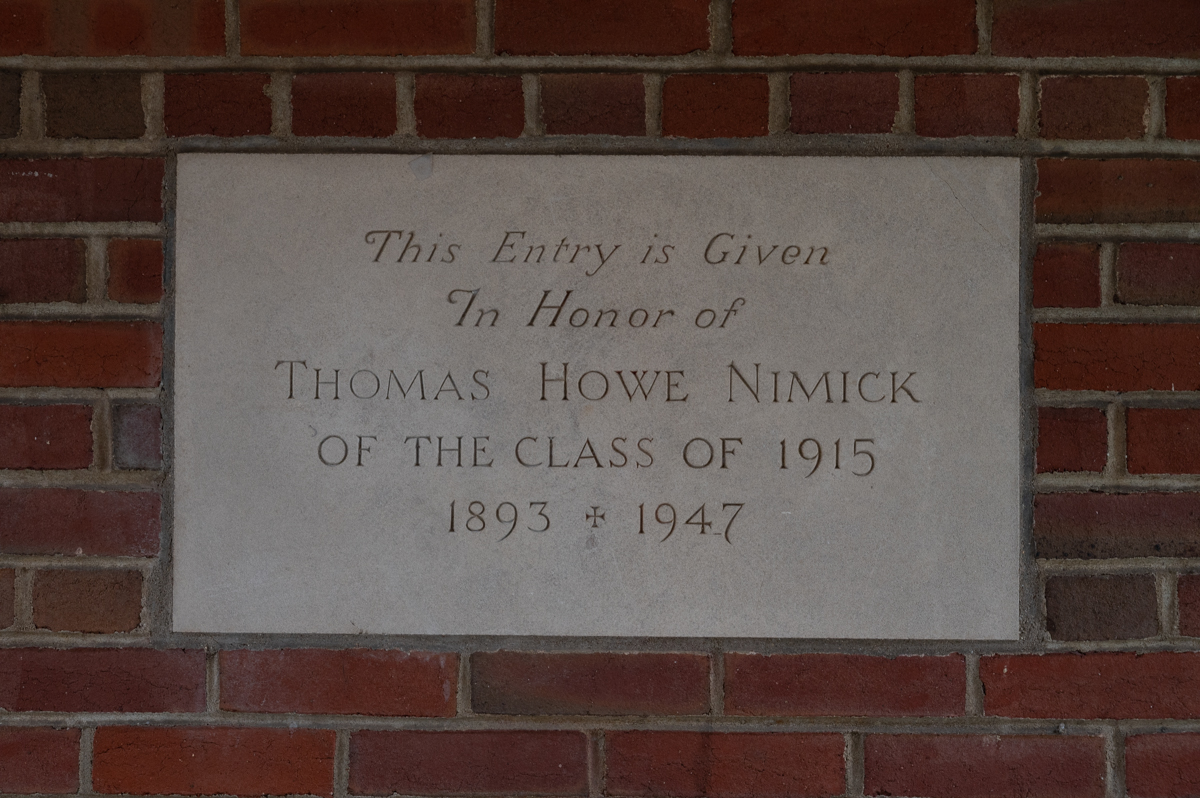 This Entry is Given
In Honor of
THOMAS HOWE NIMICK
OF THE CLASS OF 1915
1893 ✠ 1947